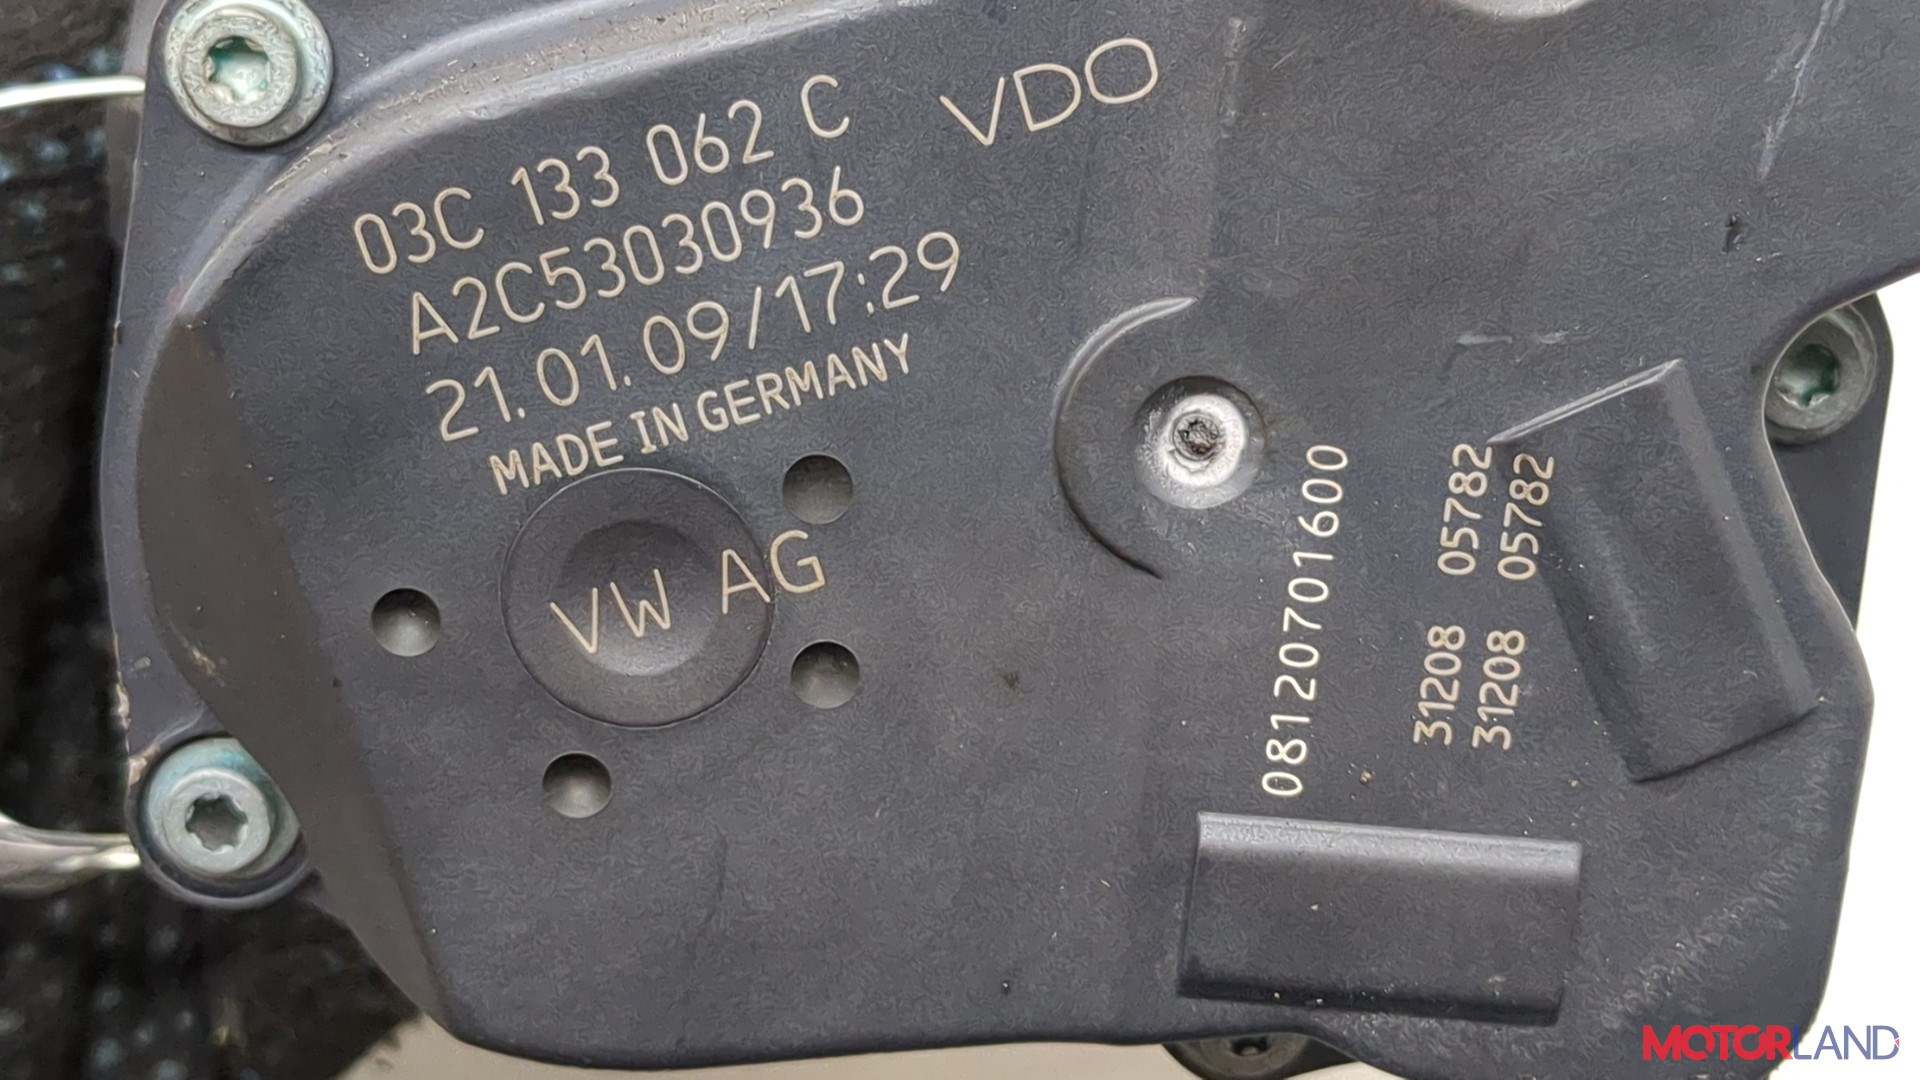 03C 133 062 C VDO
A2C53030936
21.01.09/17:29
MADE IN GERMANY
VW AG
08120701600
31208 05782
31208 05782
MOTORLAND